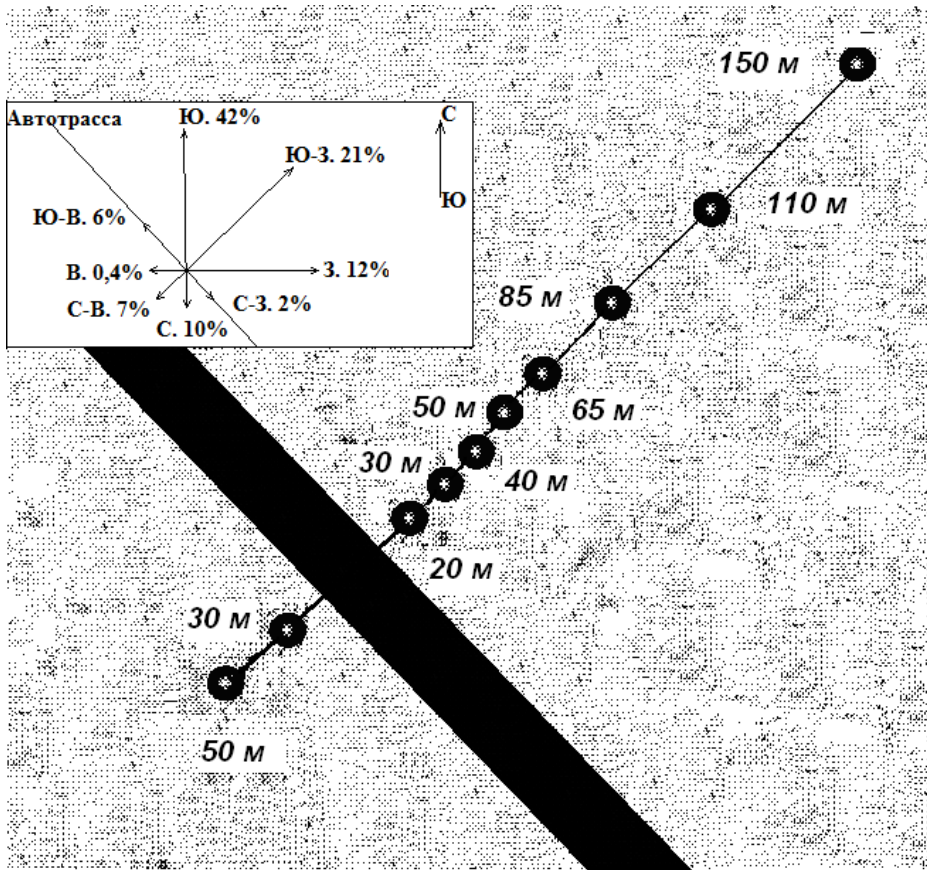 150 м
Автотрасса
Ю. 42%
С
Ю-З. 21%
Ю
110 м
Ю-В. 6%
В. 0,4%
З. 12%
С-В. 7%
С-З. 2%
С. 10%
85 м
50 м
65 м
30 м
40 м
20 м
30 м
50 м